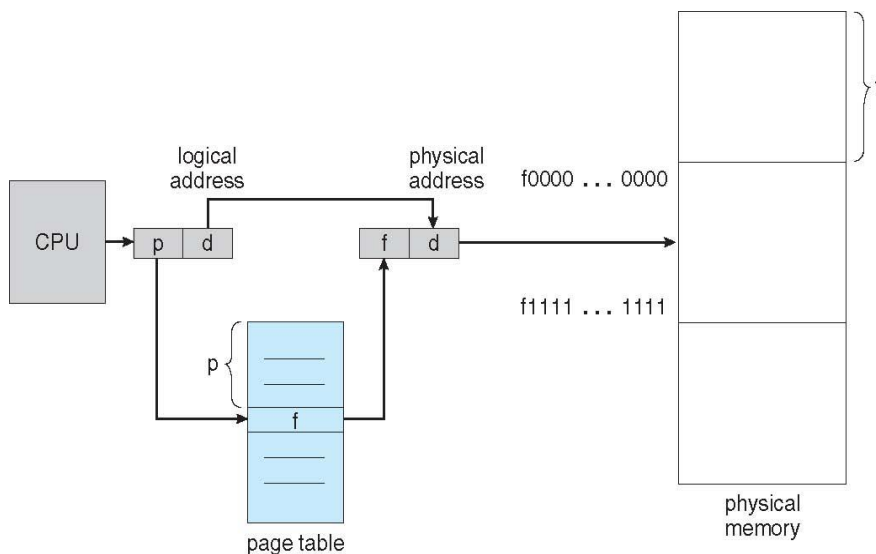 logical
address
physical
address
f0000 ... 0000
CPU
p
d
f
d
f1111 ... 1111
p
f
page table
physical
memory